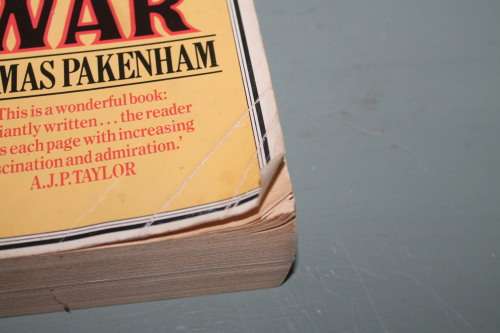 WAR
MAS PAKENHAM
This is a wonderful book:
iantly written... the reader
s each page with increasing
cination and admiration.'
A.J.P. TAYLOR